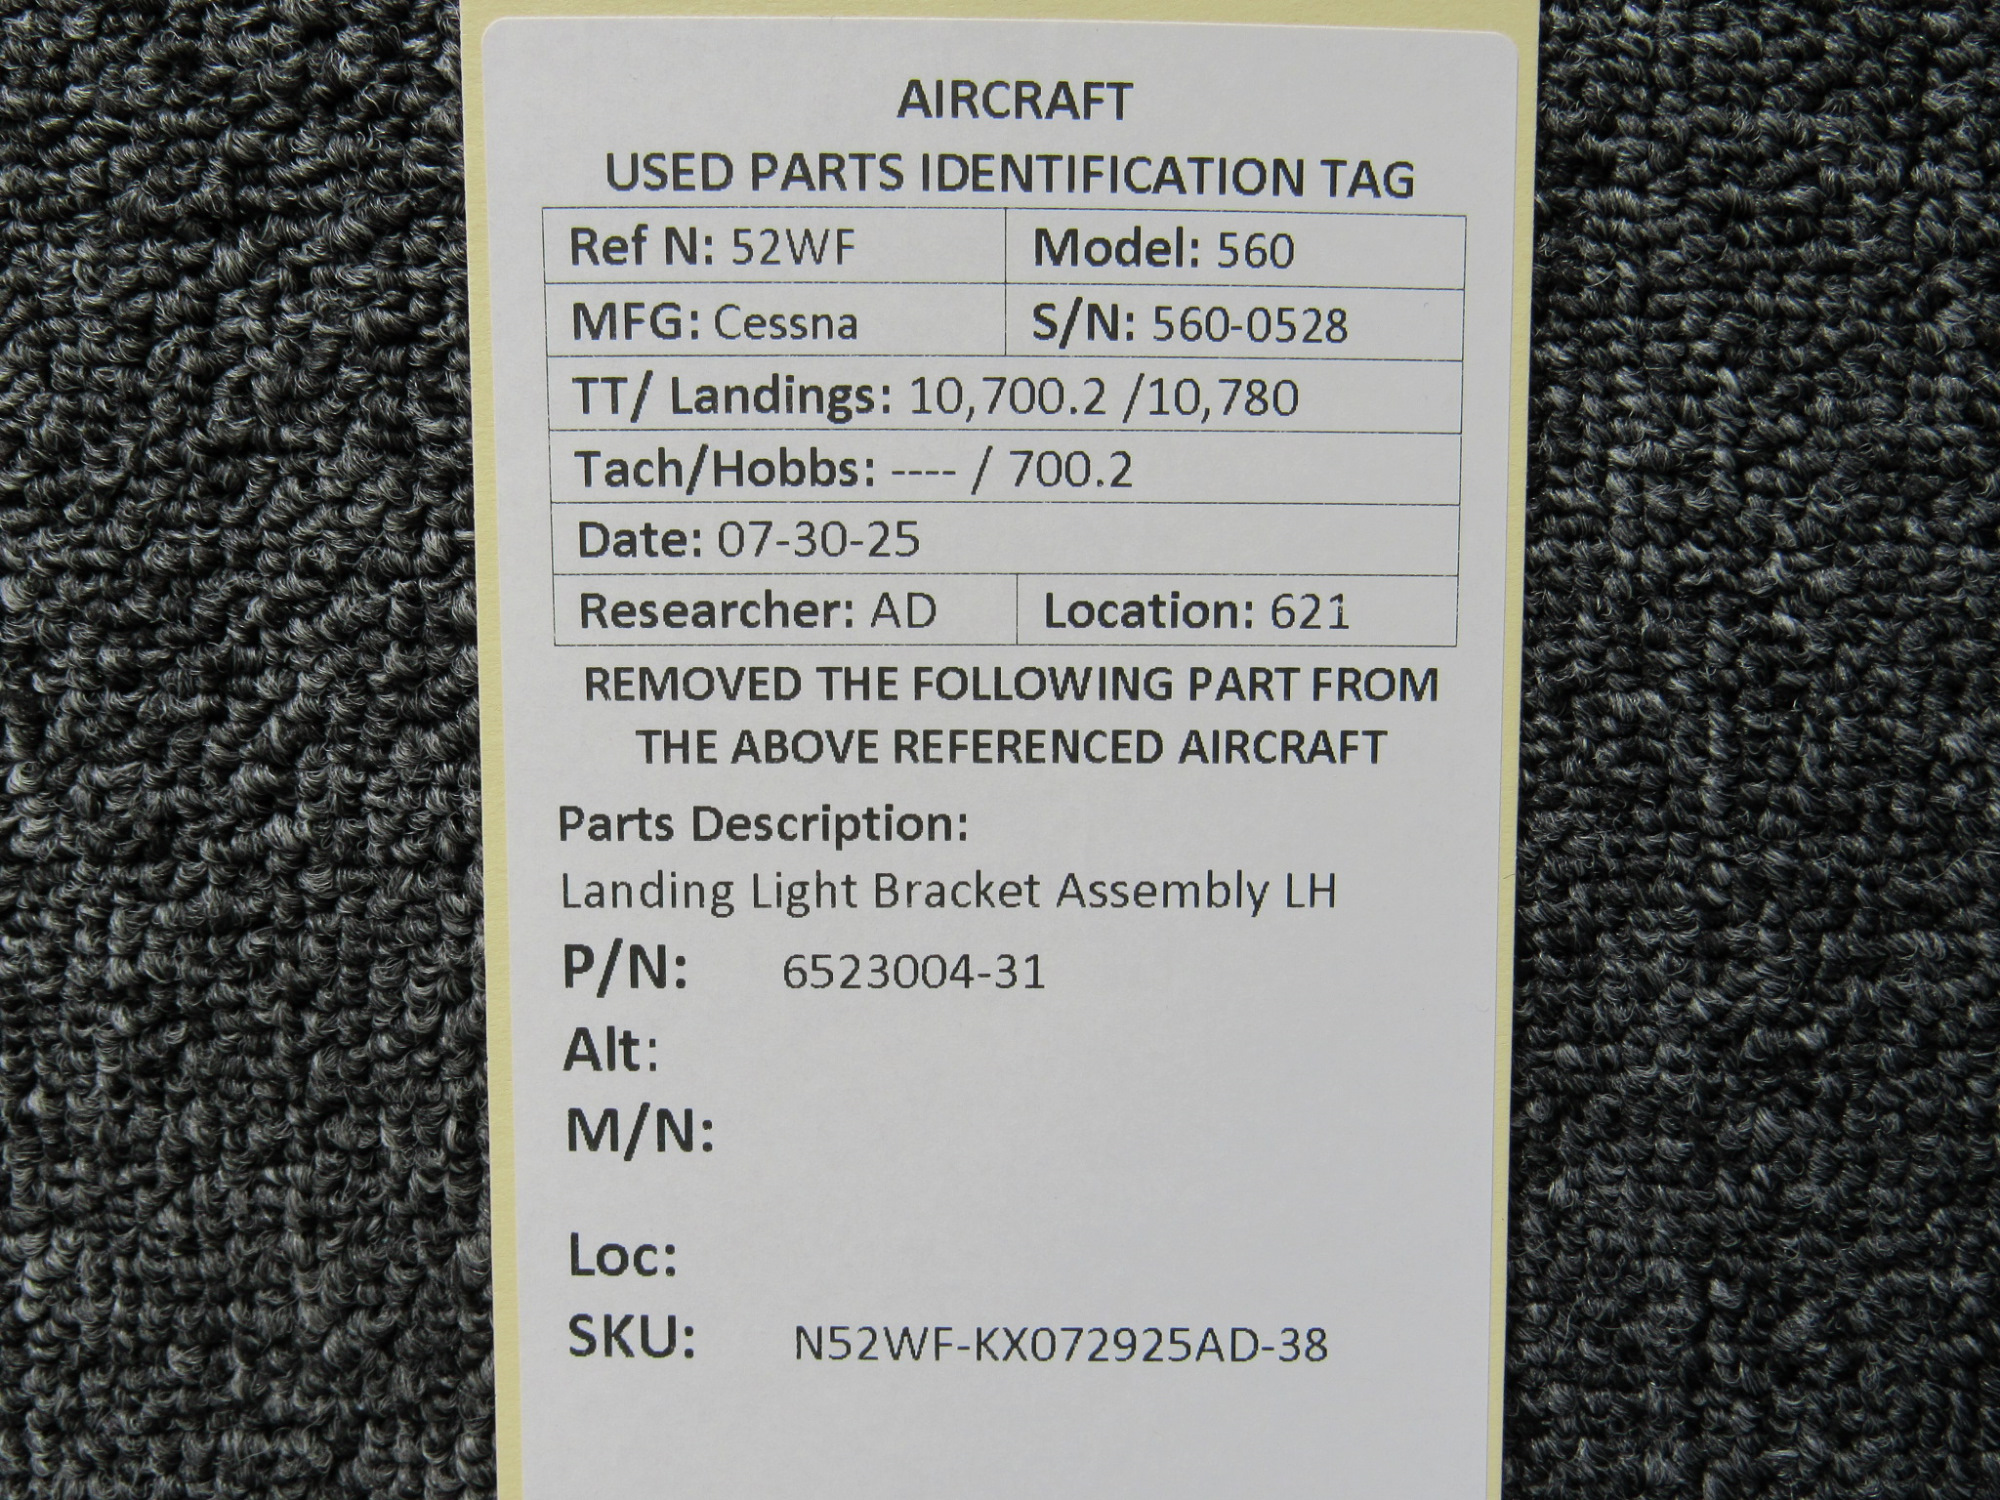 AIRCRAFT
USED PARTS IDENTIFICATION TAG
Ref N: 52WF Model: 560
MFG: Cessna S/N: 560-0528
TT/ Landings: 10,700.2 /10,780
Tach/Hobbs: ---- / 700.2
Date: 07-30-25
Researcher: AD Location: 621
REMOVED THE FOLLOWING PART FROM
THE ABOVE REFERENCED AIRCRAFT
Parts Description:
Landing Light Bracket Assembly LH
P/N: 6523004-31
Alt:
M/N:
Loc:
SKU: N52WF-KX072925AD-38